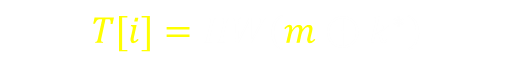 T[i] = m